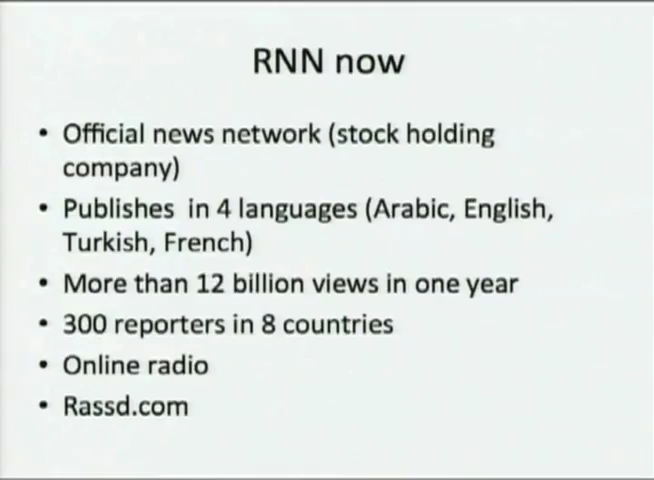 RNN now
• Official news network (stock holding
company)
• Publishes in 4 languages (Arabic, English,
Turkish, French)
• More than 12 billion views in one year
• 300 reporters in 8 countries
• Online radio
• Rassd.com